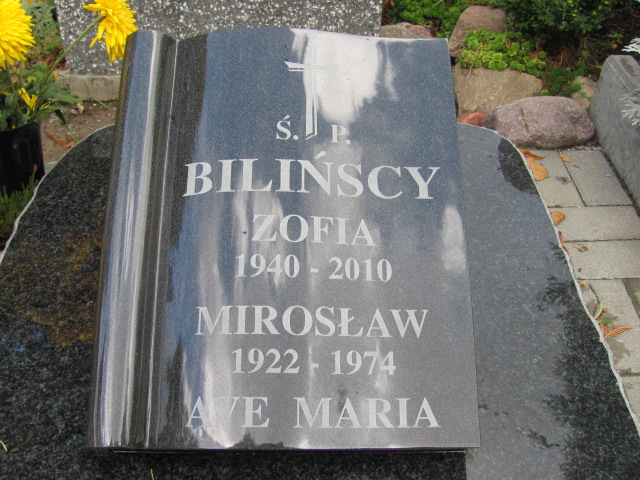 Ś. P.
BILIŃSCY
ZOFIA
1940 - 2010
MIROSŁAW
1922 - 1974
AVE MARIA